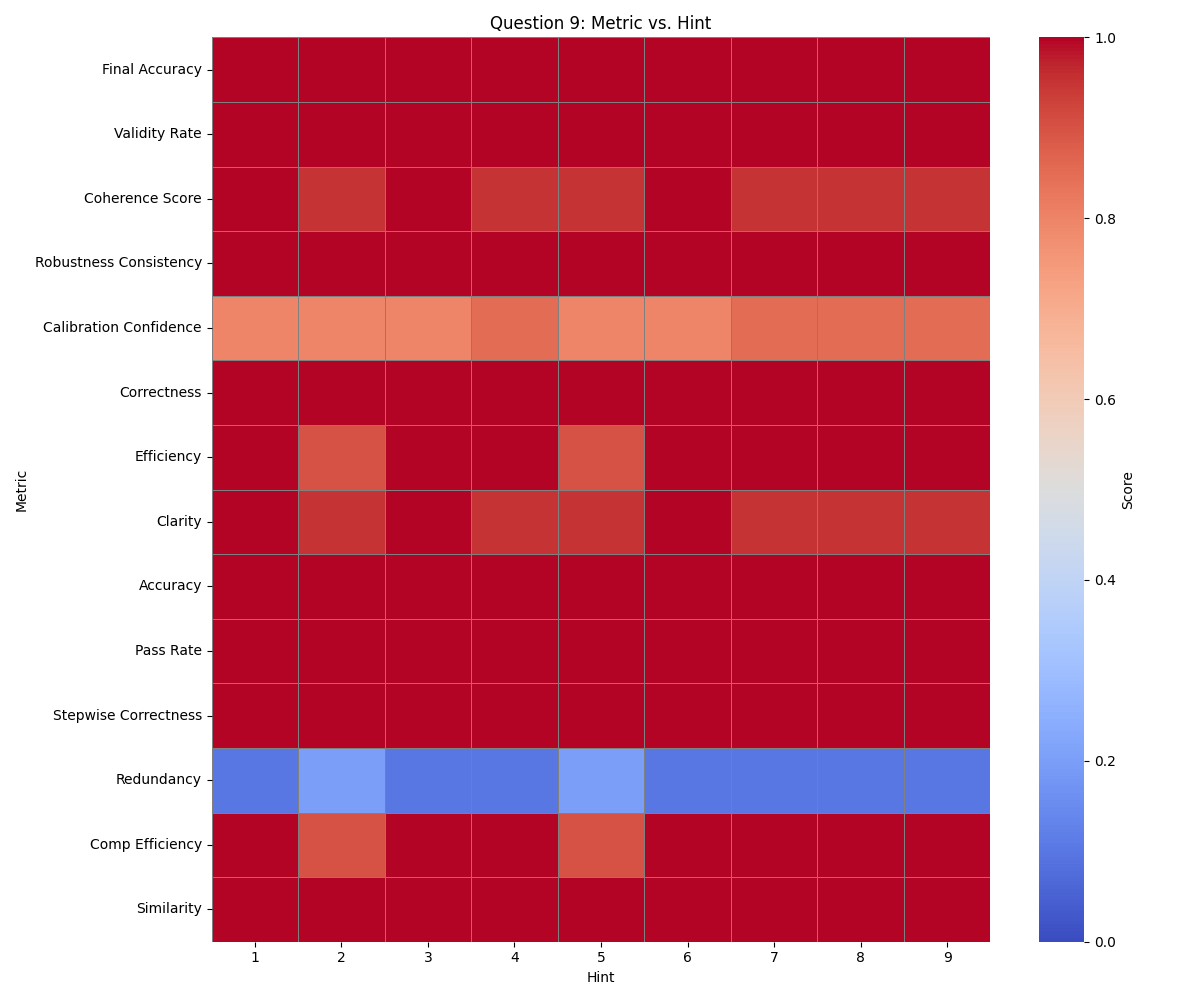 Question 9: Metric vs. Hint
Final Accuracy
Validity Rate
Coherence Score
Robustness Consistency
Calibration Confidence
Correctness
Efficiency
Clarity
Accuracy
Pass Rate
Stepwise Correctness
Redundancy
Comp Efficiency
Similarity
Metric
1 2 3 4 5 6 7 8 9
Hint
1.0
0.8
0.6
0.4
0.2
0.0
Score